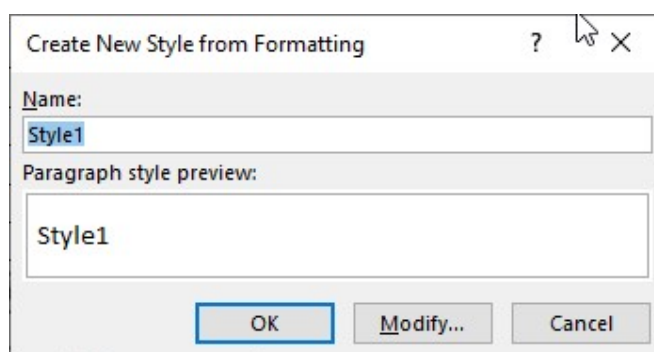 Create New Style from Formatting ? ×
Name:
Style1
Paragraph style preview:
Style1
OK Modify... Cancel